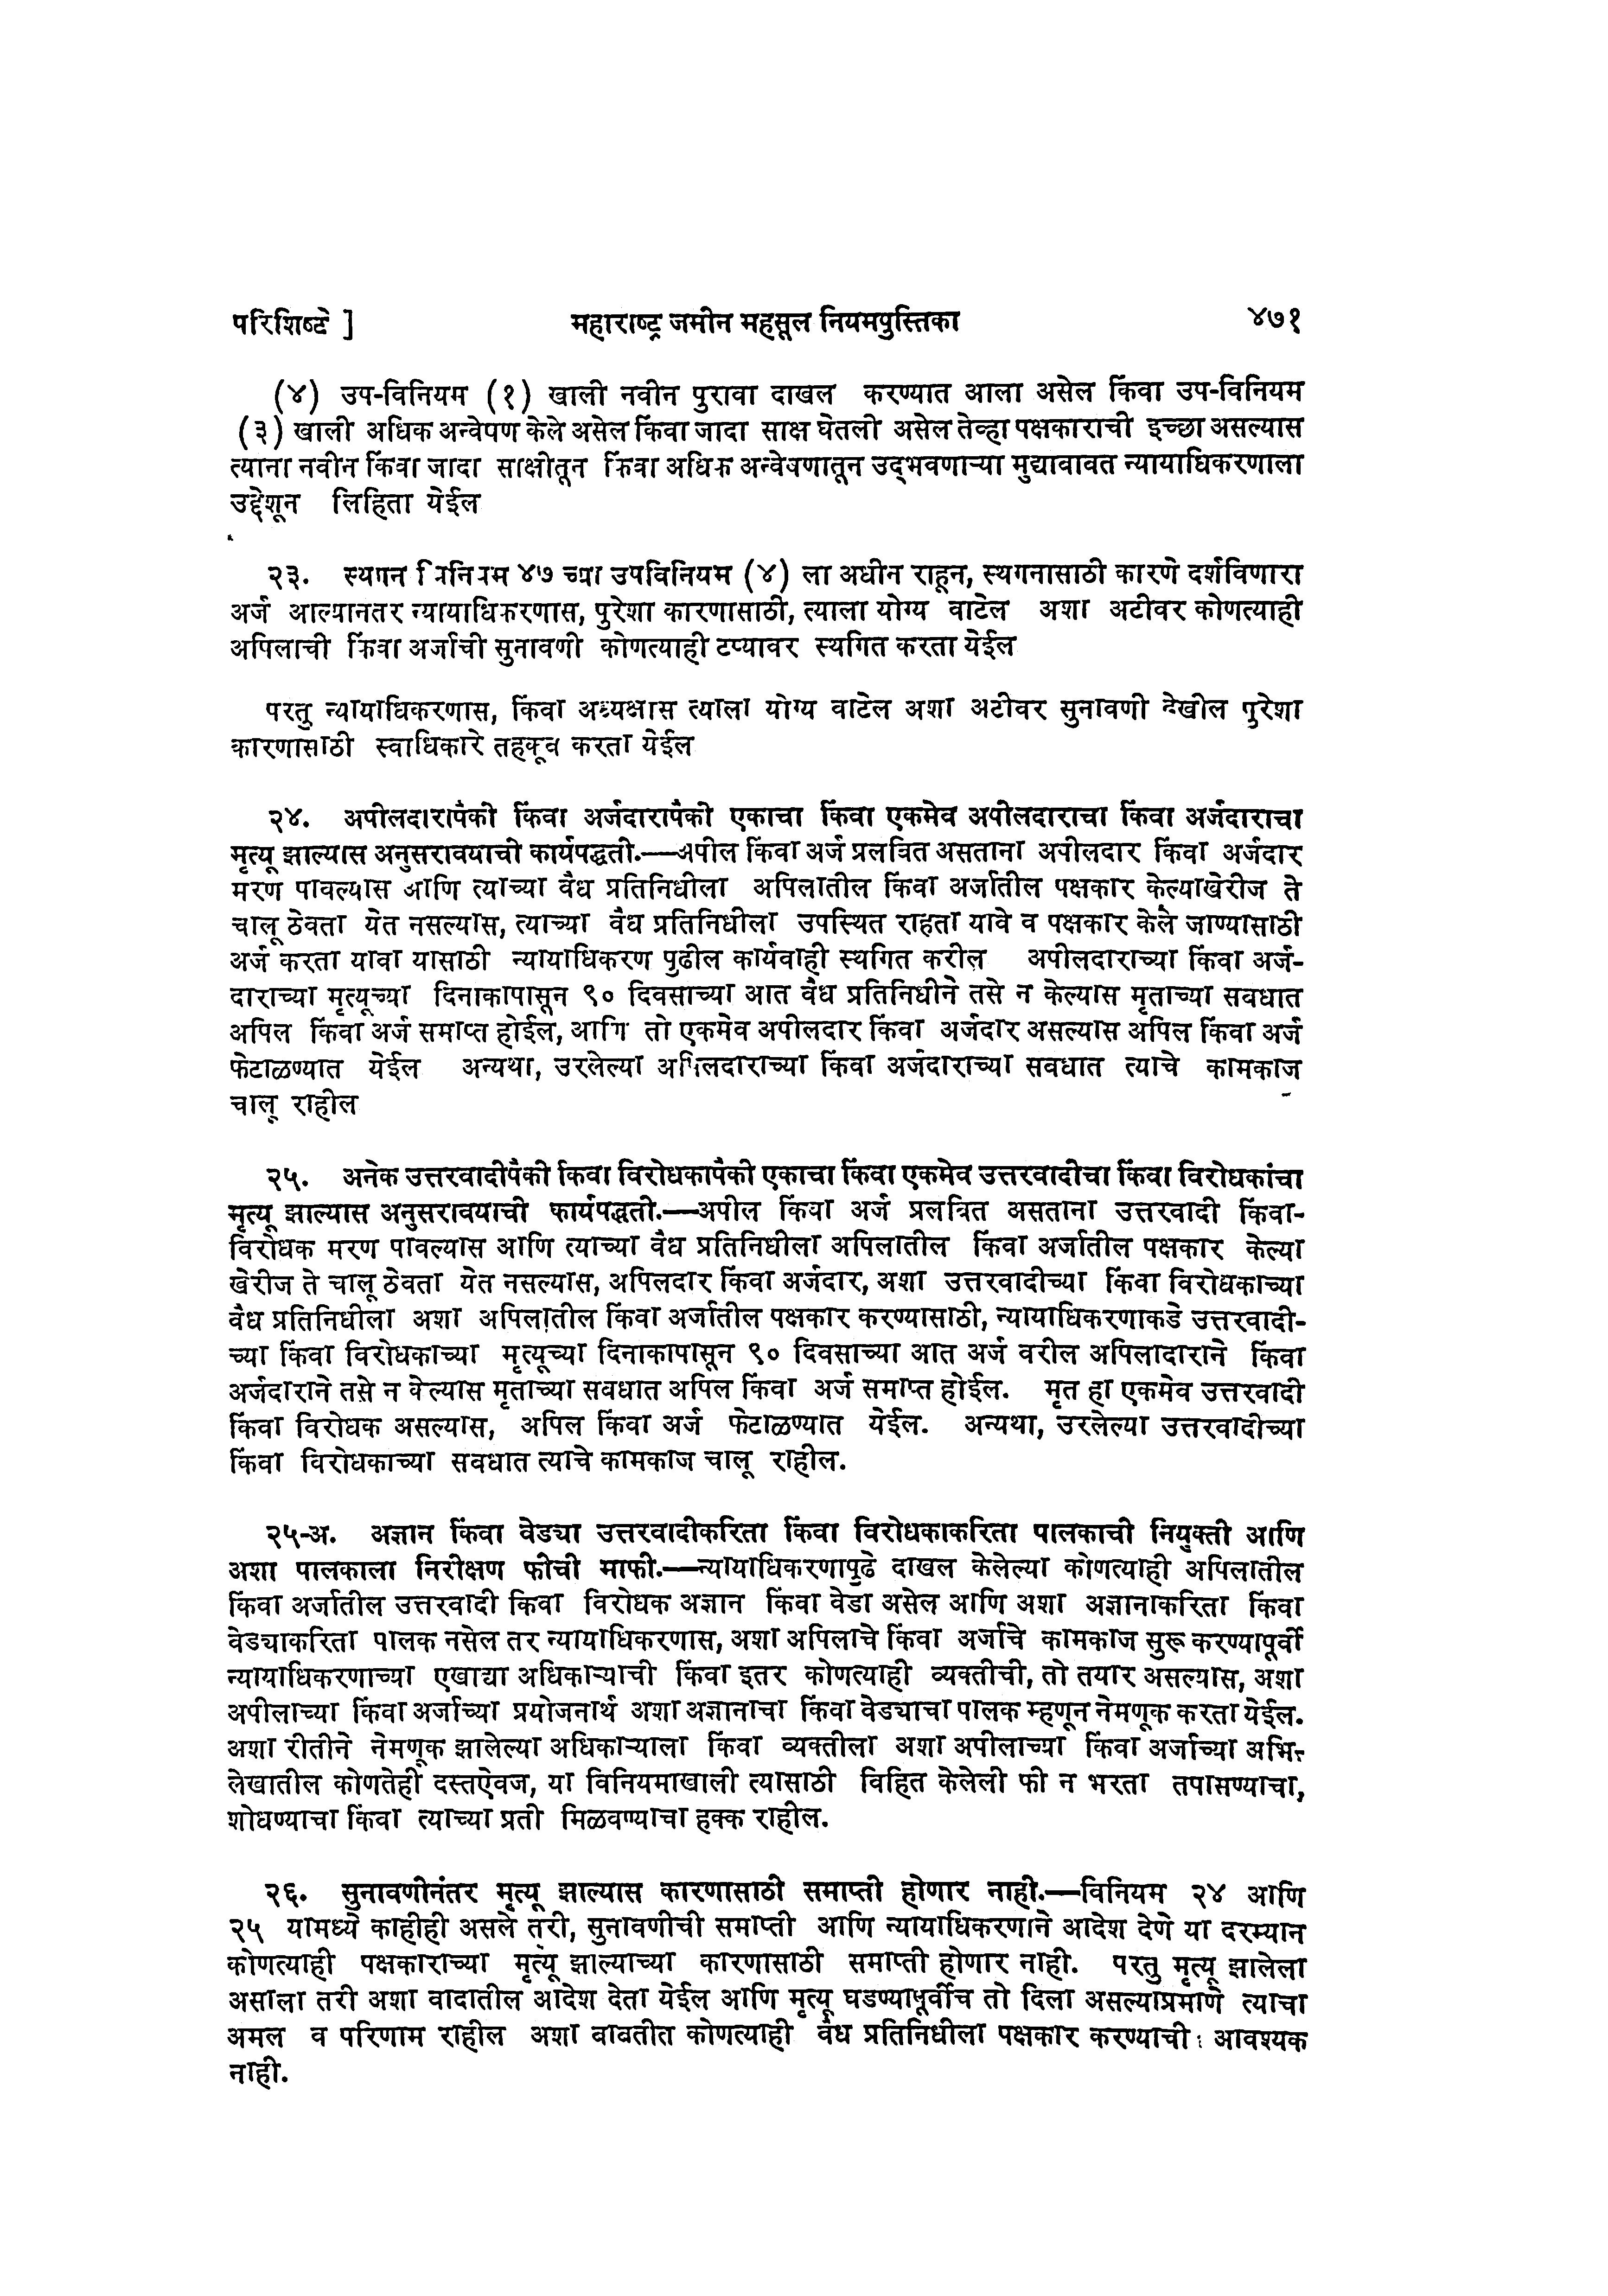 परिशिष्टे ] महाराष्ट्र जमीन महसूल नियमपुस्तिका ४७१
(४) उप-विनियम (१) खाली नवीन पुरावा दाखल करण्यात आला असेल किंवा उप-विनियम
(३) खाली अधिक अन्वेषण केले असेल किंवा जादा साक्ष घेतली असेल तेव्हा पक्षकाराची इच्छा असल्यास
त्याना नवीन किंवा जादा साक्षीतून किंवा अधिक अन्वेषणातून उद्भवणाऱ्या मुद्याबाबत न्यायाधिकरणाला
उद्देशून लिहिता येईल
२३. स्थगन विनियम ४७ च्या उपविनियम (४) ला अधीन राहून, स्थगनासाठी कारणे दर्शविणारा
अर्ज आल्यानतर न्यायाधिकरणास, पुरेशा कारणासाठी, त्याला योग्य वाटेल अशा अटीवर कोणत्याही
अपिलाची किंवा अर्जाची सुनावणी कोणत्याही टप्प्यावर स्थगित करता येईल
परतु न्यायाधिकरणास, किंवा अध्यक्षास त्याला योग्य वाटेल अशा अटीवर सुनावणी देखील पुरेशा
कारणासाठी स्वाधिकारे तहकूब करता येईल
२४. अपीलदारापैकी किंवा अर्जदारापैकी एकाचा किंवा एकमेव अपीलदाराचा किंवा अर्जदाराचा
मृत्यू झाल्यास अनुसरावयाची कार्यपद्धती.—अपील किंवा अर्ज प्रलबित असताना अपीलदार किंवा अर्जदार
मरण पावल्यास आणि त्याच्या वैध प्रतिनिधीला अपिलातील किंवा अर्जातील पक्षकार केल्याखेरीज ते
चालू ठेवता येत नसल्यास, त्याच्या वैध प्रतिनिधीला उपस्थित राहता यावे व पक्षकार केले जाण्यासाठी
अर्ज करता यावा यासाठी न्यायाधिकरण पुढील कार्यवाही स्थगित करील अपीलदाराच्या किंवा अर्ज-
दाराच्या मृत्यूच्या दिनाकापासून ९० दिवसाच्या आत वैध प्रतिनिधीने तसे न केल्यास मृताच्या सबधात
अपिल किंवा अर्ज समाप्त होईल, आणि तो एकमेव अपीलदार किंवा अर्जदार असल्यास अपिल किंवा अर्ज
फेटाळण्यात येईल अन्यथा, उरलेल्या अपिलदाराच्या किंवा अर्जदाराच्या सबधात त्याचे कामकाज
चालू राहील
२५. अनेक उत्तरवादीपैकी किंवा विरोधकापैकी एकाचा किंवा एकमेव उत्तरवादीचा किंवा विरोधकांचा
मृत्यू झाल्यास अनुसरावयाची कार्यपद्धती.—अपील किंवा अर्ज प्रलबित असताना उत्तरवादी किंवा-
विरोधक मरण पावल्यास आणि त्याच्या वैध प्रतिनिधीला अपिलातील किंवा अर्जातील पक्षकार केल्या
खेरीज ते चालू ठेवता येत नसल्यास, अपिलदार किंवा अर्जदार, अशा उत्तरवादीच्या किंवा विरोधकाच्या
वैध प्रतिनिधीला अशा अपिलातील किंवा अर्जातील पक्षकार करण्यासाठी, न्यायाधिकरणाकडे उत्तरवादी-
च्या किंवा विरोधकाच्या मृत्यूच्या दिनाकापासून ९० दिवसाच्या आत अर्ज वरील अपिलादाराने किंवा
अर्जदाराने तसे न केल्यास मृताच्या सबधात अपिल किंवा अर्ज समाप्त होईल. मृत हा एकमेव उत्तरवादी
किंवा विरोधक असल्यास, अपिल किंवा अर्ज फेटाळण्यात येईल. अन्यथा, उरलेल्या उत्तरवादीच्या
किंवा विरोधकाच्या सबधात त्याचे कामकाज चालू राहील.
२५-अ. अज्ञान किंवा वेड्या उत्तरवादीकरिता किंवा विरोधकाकरिता पालकाची नियुक्ती आणि
अशा पालकाला निरीक्षण फीची माफी.—न्यायाधिकरणापुढे दाखल केलेल्या कोणत्याही अपिलातील
किंवा अर्जातील उत्तरवादी किंवा विरोधक अज्ञान किंवा वेडा असेल आणि अशा अज्ञानाकरिता किंवा
वेड्याकरिता पालक नसेल तर न्यायाधिकरणास, अशा अपिलाचे किंवा अर्जाचे कामकाज सुरू करण्यापूर्वी
न्यायाधिकरणाच्या एखाद्या अधिकाऱ्याची किंवा इतर कोणत्याही व्यक्तीची, तो तयार असल्यास, अशा
अपीलाच्या किंवा अर्जाच्या प्रयोजनार्थ अशा अज्ञानाचा किंवा वेड्याचा पालक म्हणून नेमणूक करता येईल.
अशा रीतीने नेमणूक झालेल्या अधिकाऱ्याला किंवा व्यक्तीला अशा अपीलाच्या किंवा अर्जाच्या अभि-
लेखातील कोणतेही दस्तऐवज, या विनियमाखाली त्यासाठी विहित केलेली फी न भरता तपासण्याचा,
शोधण्याचा किंवा त्याच्या प्रती मिळवण्याचा हक्क राहील.
२६. सुनावणीनंतर मृत्यू झाल्यास कारणासाठी समाप्ती होणार नाही.—विनियम २४ आणि
२५ यामध्ये काहीही असले तरी, सुनावणीची समाप्ती आणि न्यायाधिकरणाने आदेश देणे या दरम्यान
कोणत्याही पक्षकाराच्या मृत्यू झाल्याच्या कारणासाठी समाप्ती होणार नाही. परतु मृत्यू झालेला
असाला तरी अशा वादातील आदेश देता येईल आणि मृत्यू घडण्यापूर्वीच तो दिला असल्याप्रमाणे त्याचा
अमल व परिणाम राहील अशा बाबतीत कोणत्याही वैध प्रतिनिधीला पक्षकार करण्याची आवश्यक
नाही.